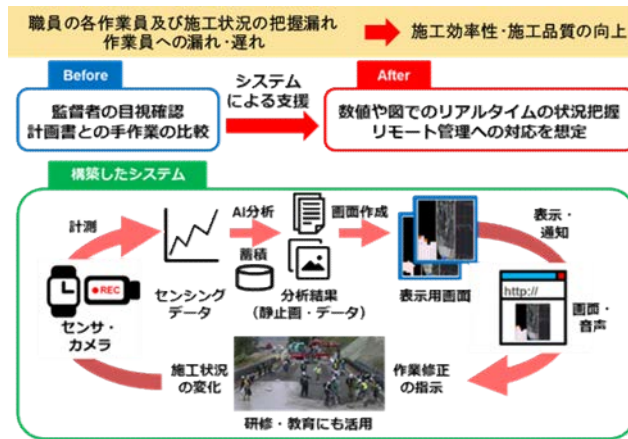 職員の各作業員及び施工状況の把握漏れ
作業員への漏れ・遅れ
施工効率性・施工品質の向上
Before
監督者の目視確認
計画書との手作業の比較
システム
による支援
After
数値や図でのリアルタイムの状況把握
リモート管理への対応を想定
構築したシステム
計測
REC
センサ・
カメラ
センシング
データ
AI分析
蓄積
分析結果
(静止画・データ)
画面作成
表示用画面
表示・
通知
http://
画面・
音声
作業修正
の指示
研修・教育にも活用
施工状況
の変化